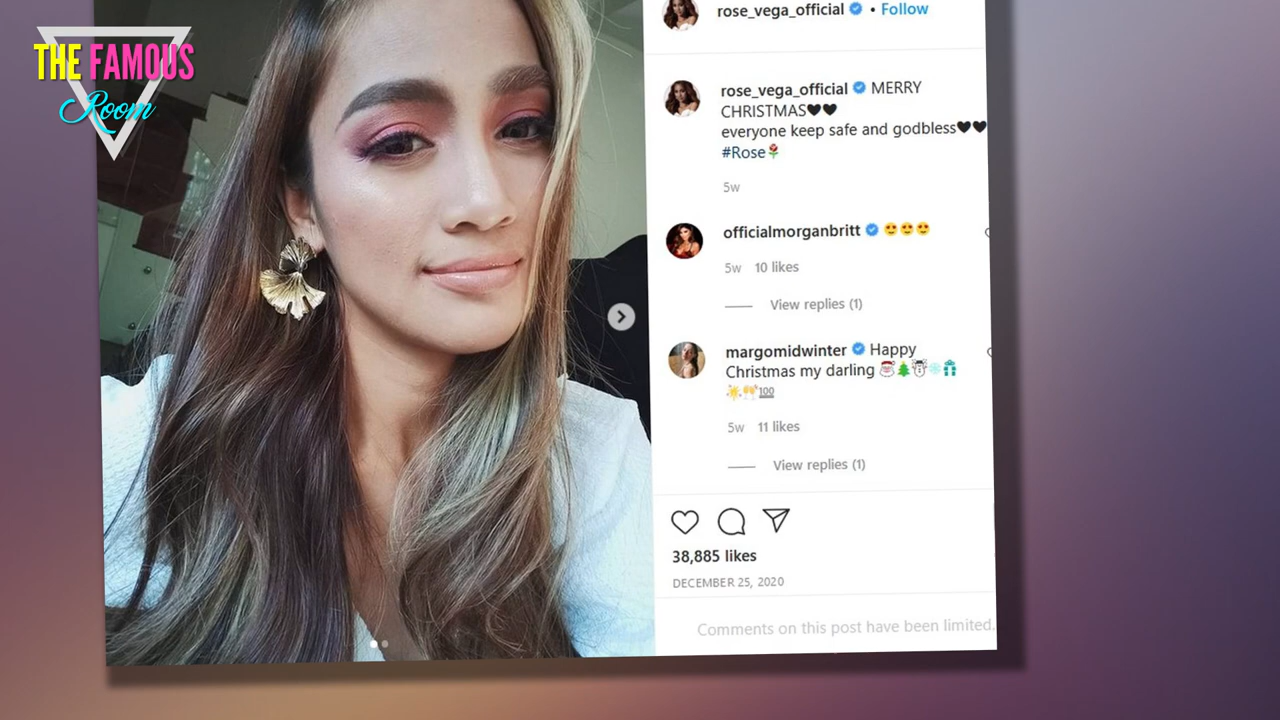 THE FAMOUS
Room
rose_vega_official • Follow
rose_vega_official MERRY
CHRISTMAS🖤🖤
everyone keep safe and godbless🖤🖤
#Rose🌹
5w
officialmorganbritt 😍😍😍
5w 10 likes
View replies (1)
margomidwinter Happy
Christmas my darling 🎅🎄☃️❄️🎁
☀️🥂💯
5w 11 likes
View replies (1)
38,885 likes
DECEMBER 25, 2020
Comments on this post have been limited.